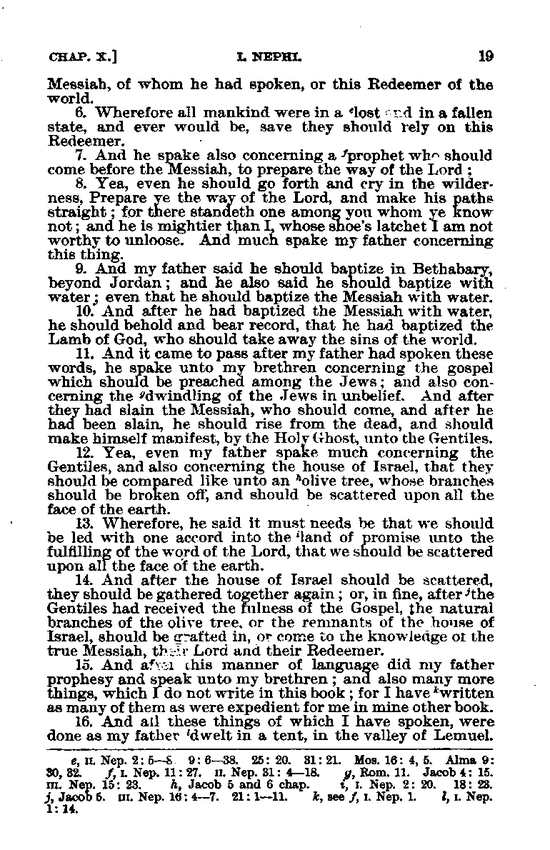 CHAP. X.] I. NEPHI. 19
Messiah, of whom he had spoken, or this Redeemer of the
world.
6. Wherefore all mankind were in a ᵉlost and in a fallen
state, and ever would be, save they should rely on this
Redeemer.
7. And he spake also concerning a ᶠprophet who should
come before the Messiah, to prepare the way of the Lord;
8. Yea, even he should go forth and cry in the wilder-
ness, Prepare ye the way of the Lord, and make his paths
straight; for there standeth one among you whom ye know
not; and he is mightier than I, whose shoe's latchet I am not
worthy to unloose. And much spake my father concerning
this thing.
9. And my father said he should baptize in Bethabary,
beyond Jordan; and he also said he should baptize with
water; even that he should baptize the Messiah with water.
10. And after he had baptized the Messiah with water,
he should behold and bear record, that he had baptized the
Lamb of God, who should take away the sins of the world.
11. And it came to pass after my father had spoken these
words, he spake unto my brethren concerning the gospel
which should be preached among the Jews; and also con-
cerning the ᵍdwindling of the Jews in unbelief. And after
they had slain the Messiah, who should come, and after he
had been slain, he should rise from the dead, and should
make himself manifest, by the Holy Ghost, unto the Gentiles.
12. Yea, even my father spake much concerning the
Gentiles, and also concerning the house of Israel, that they
should be compared like unto an ʰolive tree, whose branches
should be broken off, and should be scattered upon all the
face of the earth.
13. Wherefore, he said it must needs be that we should
be led with one accord into the ⁱland of promise unto the
fulfilling of the word of the Lord, that we should be scattered
upon all the face of the earth.
14. And after the house of Israel should be scattered,
they should be gathered together again; or, in fine, after ʲthe
Gentiles had received the fulness of the Gospel, the natural
branches of the olive tree, or the remnants of the house of
Israel, should be grafted in, or come to the knowledge of the
true Messiah, their Lord and their Redeemer.
15. And after this manner of language did my father
prophesy and speak unto my brethren; and also many more
things, which I do not write in this book; for I have ᵏwritten
as many of them as were expedient for me in mine other book.
16. And all these things of which I have spoken, were
done as my father ˡdwelt in a tent, in the valley of Lemuel.
e, II. Nep. 2: 5—8. 9: 6—38. 25: 20. 31: 21. Mos. 16: 4, 5. Alma 9:
30, 32. f, I. Nep. 11: 27. II. Nep. 31: 4—18. g, Rom. 11. Jacob 4: 15.
III. Nep. 15: 23. h, Jacob 5 and 6 chap. i, I. Nep. 2: 20. 18: 23.
j, Jacob 5. III. Nep. 16: 4—7. 21: 1—11. k, see f, I. Nep. 1. l, I. Nep.
1: 14.